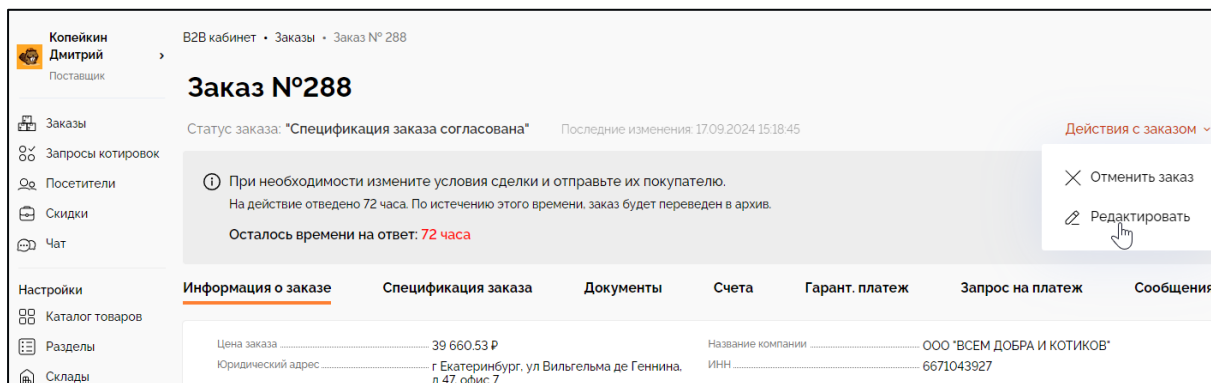 Копейкин
Дмитрий
Поставщик
Заказы
Запросы котировок
Посетители
Скидки
Чат
Настройки
Каталог товаров
Разделы
Склады
B2B кабинет • Заказы • Заказ № 288
Заказ №288
Статус заказа: "Спецификация заказа согласована" Последние изменения: 17.09.2024 15:18:45
Действия с заказом
Отменить заказ
Редактировать
При необходимости измените условия сделки и отправьте их покупателю.
На действие отведено 72 часа. По истечению этого времени, заказ будет переведен в архив.
Осталось времени на ответ: 72 часа
Информация о заказе Спецификация заказа Документы Счета Гарант. платеж Запрос на платеж Сообщения
Цена заказа 39 660.53 ₽
Юридический адрес г Екатеринбург, ул Вильгельма де Геннина,
д 47, офис 7
Название компании ООО "ВСЕМ ДОБРА И КОТИКОВ"
ИНН 6671043927